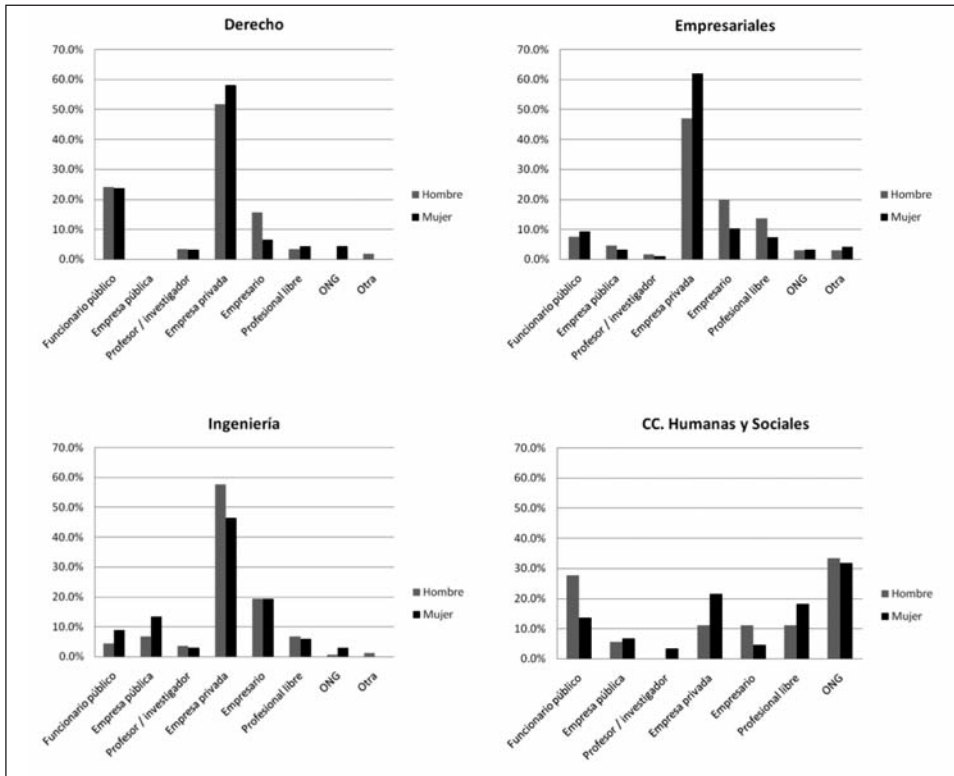 Derecho
70.0%
60.0%
50.0%
40.0%
30.0%
20.0%
10.0%
0.0%
Funcionario público
Empresa pública
Profesor / investigador
Empresa privada
Empresario
Profesional libre
ONG
Otra
Hombre
Mujer
Empresariales
70.0%
60.0%
50.0%
40.0%
30.0%
20.0%
10.0%
0.0%
Funcionario público
Empresa pública
Profesor / investigador
Empresa privada
Empresario
Profesional libre
ONG
Otra
Hombre
Mujer
Ingeniería
70.0%
60.0%
50.0%
40.0%
30.0%
20.0%
10.0%
0.0%
Funcionario público
Empresa pública
Profesor / investigador
Empresa privada
Empresario
Profesional libre
ONG
Otra
Hombre
Mujer
CC. Humanas y Sociales
70.0%
60.0%
50.0%
40.0%
30.0%
20.0%
10.0%
0.0%
Funcionario público
Empresa pública
Profesor / investigador
Empresa privada
Empresario
Profesional libre
ONG
Hombre
Mujer